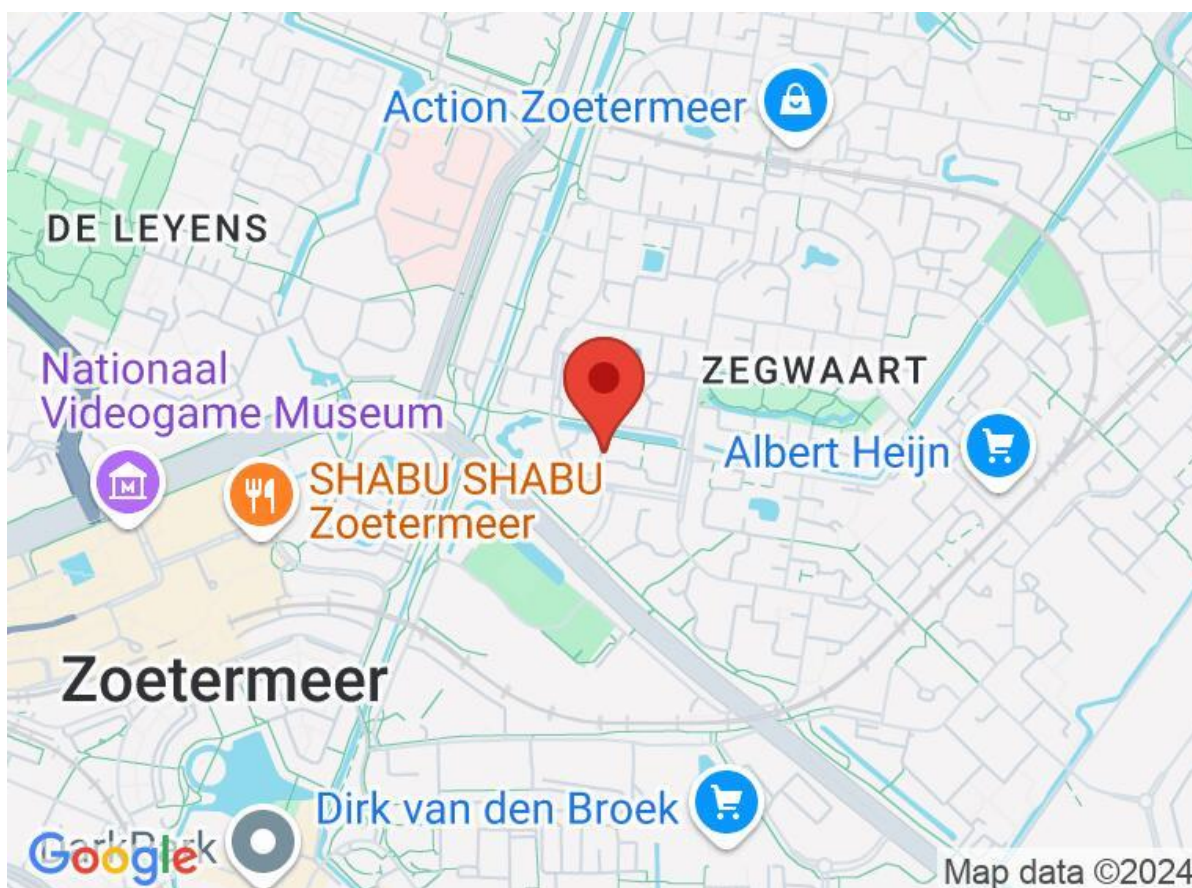 Action Zoetermeer
DE LEYENS
Nationaal
Videogame Museum
ZEGWAART
Albert Heijn
SHABU SHABU
Zoetermeer
M
Zoetermeer
Dirk van den Broek
Google
Map data ©2024